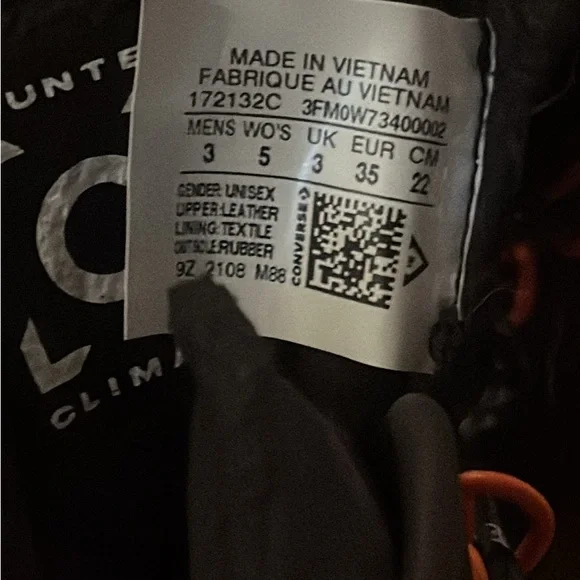 UNTE
MADE IN VIETNAM
FABRIQUE AU VIETNAM
172132C 3FM0W73400002
MENS WO'S UK EUR CM
3 5 3 35 22
GENDER: UNISEX
UPPER:LEATHER
LINING:TEXTILE
OUTSOLE:RUBBER
9Z 2108 M88
CONVERSE
CLIMA